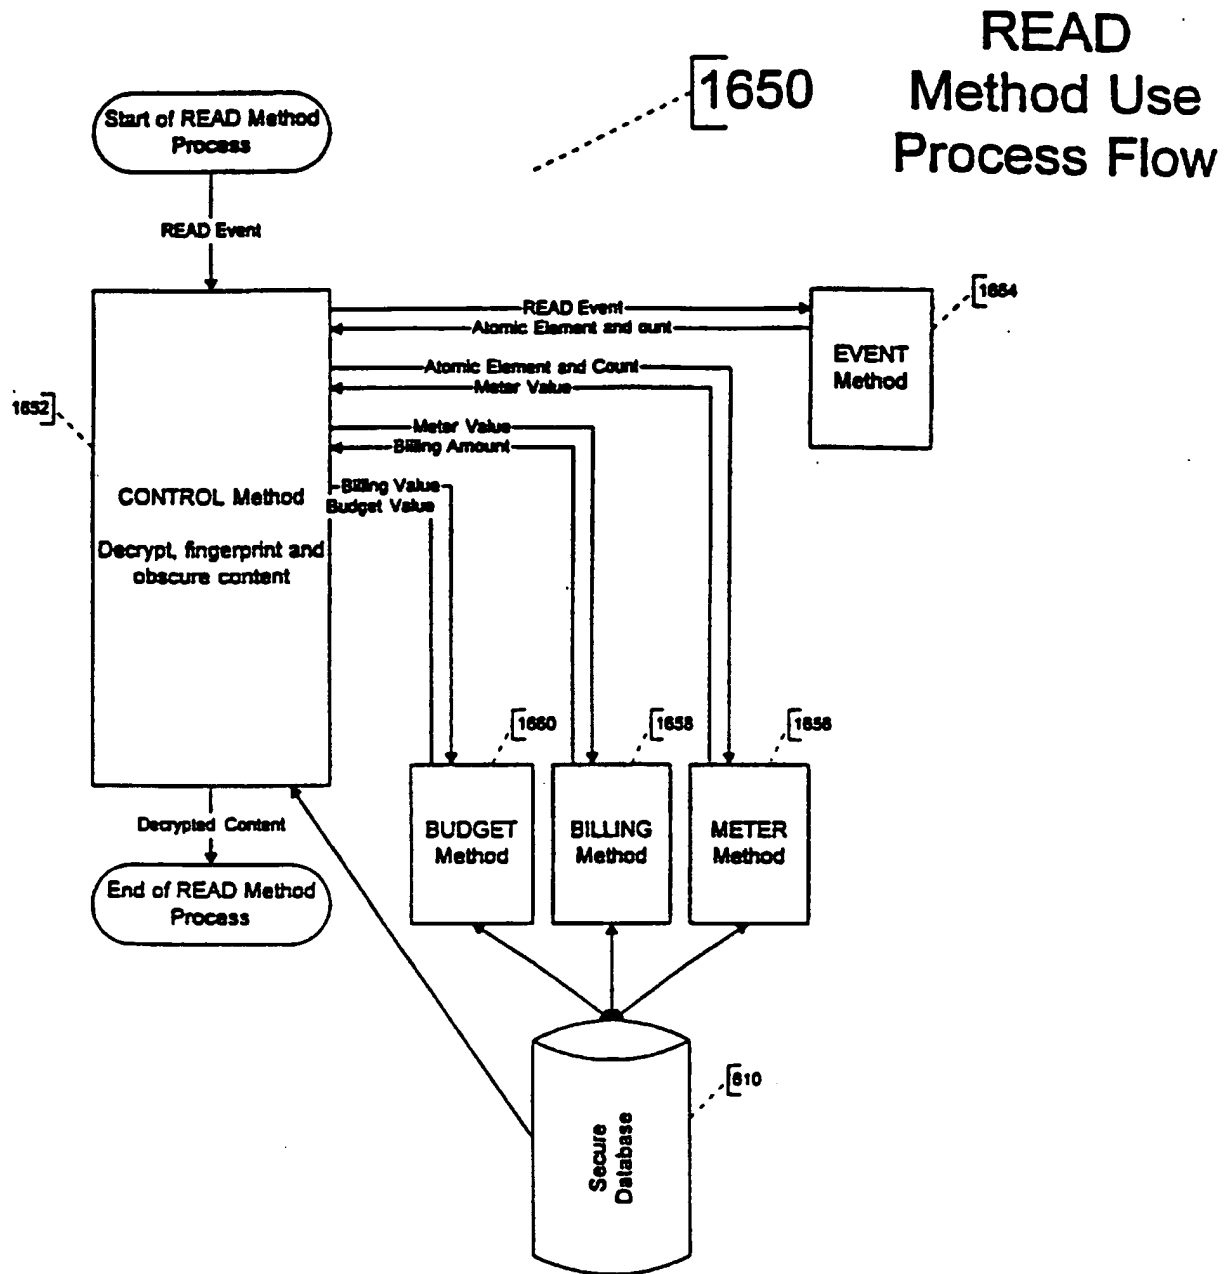 READ
Method Use
Process Flow
1650
Start of READ Method
Process
READ Event
READ Event
Atomic Element and ount
1654
EVENT
Method
Atomic Element and Count
Meter Value
1652
Meter Value
Billing Amount
Billing Value
Budget Value
CONTROL Method
Decrypt, fingerprint and
obscure content
1660
1658
1656
BUDGET
Method
BILLING
Method
METER
Method
Decrypted Content
End of READ Method
Process
610
Secure
Database